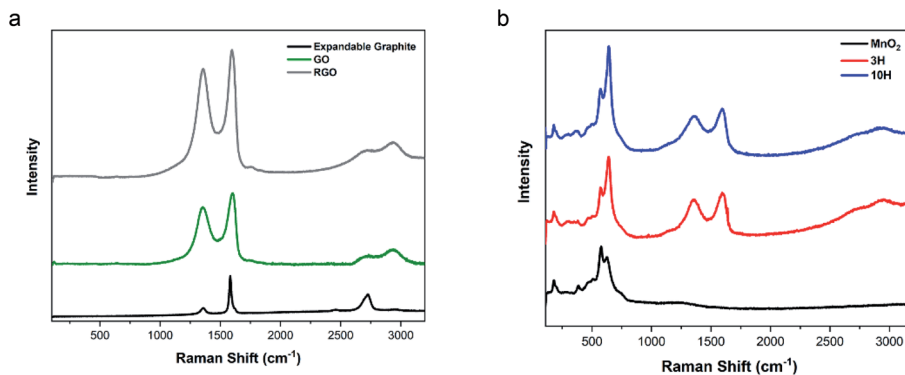 a
Expandable Graphite
GO
RGO
Intensity
500 1000 1500 2000 2500 3000
Raman Shift (cm⁻¹)
b
MnO₂
3H
10H
Intensity
500 1000 1500 2000 2500 3000
Raman Shift (cm⁻¹)